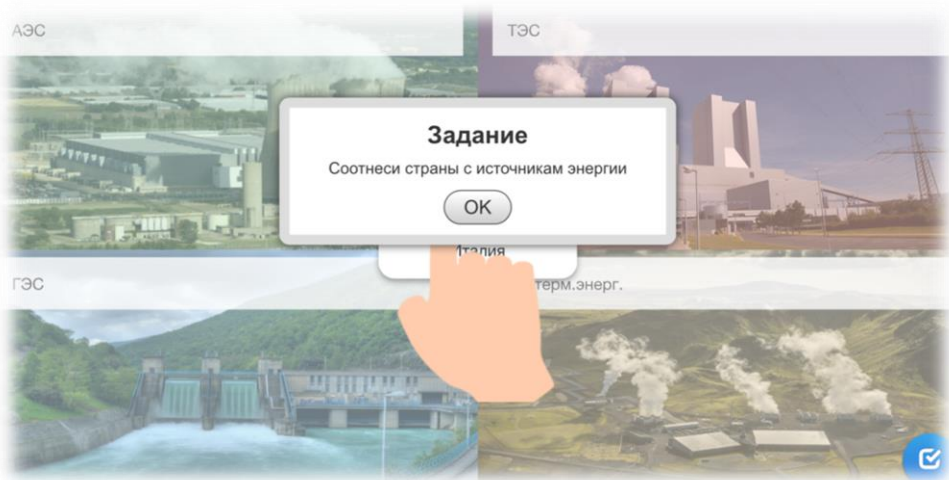 АЭС
ТЭС
Задание
Соотнеси страны с источникам энергии
OK
Италия
ГЭС
терм.энерг.